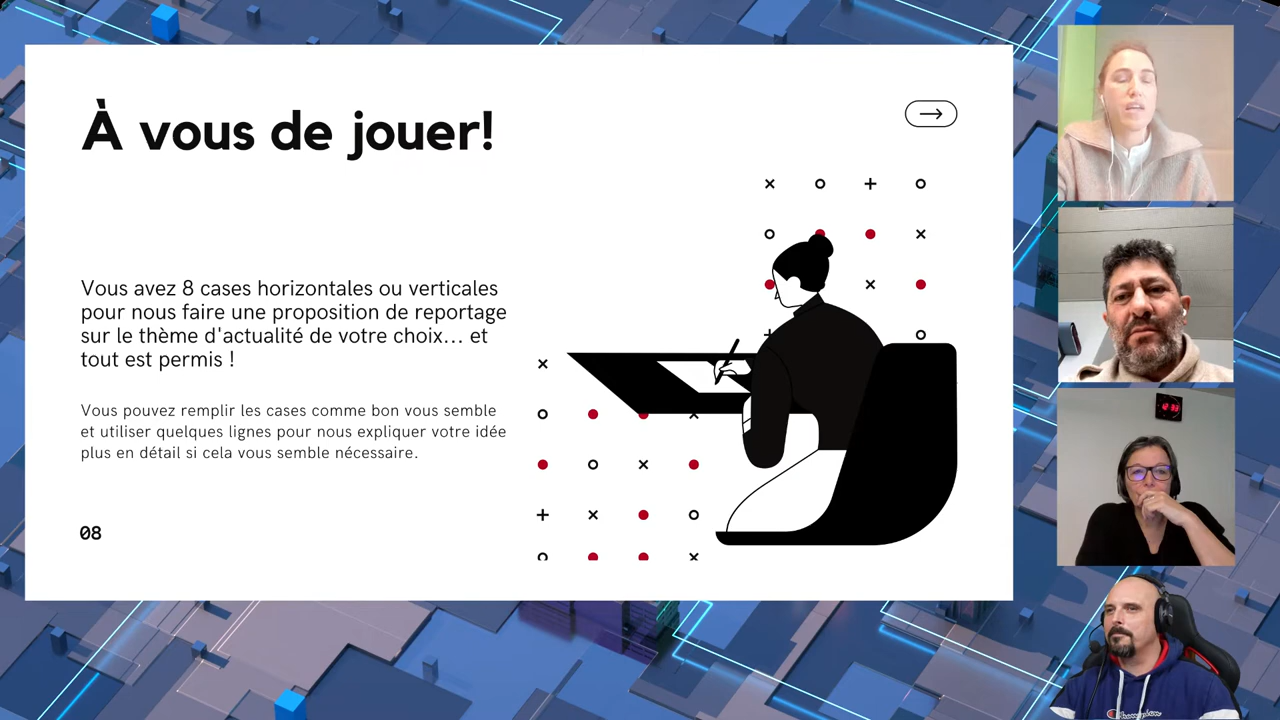 À vous de jouer!
Vous avez 8 cases horizontales ou verticales
pour nous faire une proposition de reportage
sur le thème d'actualité de votre choix... et
tout est permis !
Vous pouvez remplir les cases comme bon vous semble
et utiliser quelques lignes pour nous expliquer votre idée
plus en détail si cela vous semble nécessaire.
08
Champion